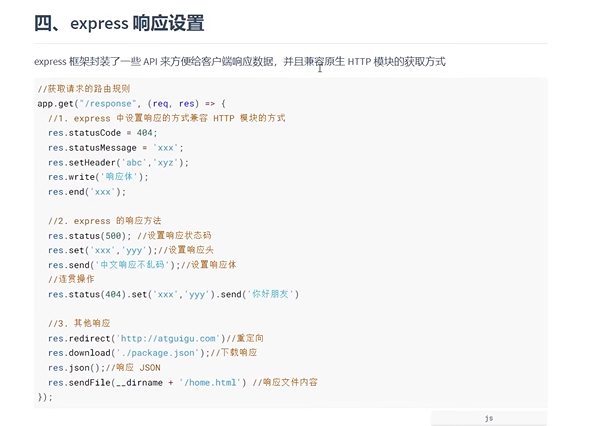 四、express 响应设置
express 框架封装了一些 API 来方便给客户端响应数据，并且兼容原生 HTTP 模块的获取方式
//获取请求的路由规则
app.get("/response", (req, res) => {
  //1. express 中设置响应的方式兼容 HTTP 模块的方式
  res.statusCode = 404;
  res.statusMessage = 'xxx';
  res.setHeader('abc','xyz');
  res.write('响应体');
  res.end('xxx');
  //2. express 的响应方法
  res.status(500); //设置响应状态码
  res.set('xxx','yyy');//设置响应头
  res.send('中文响应不乱码');//设置响应体
  //连贯操作
  res.status(404).set('xxx','yyy').send('你好朋友')
  //3. 其他响应
  res.redirect('http://atguigu.com')//重定向
  res.download('./package.json');//下载响应
  res.json();//响应 JSON
  res.sendFile(__dirname + '/home.html') //响应文件内容
});
js